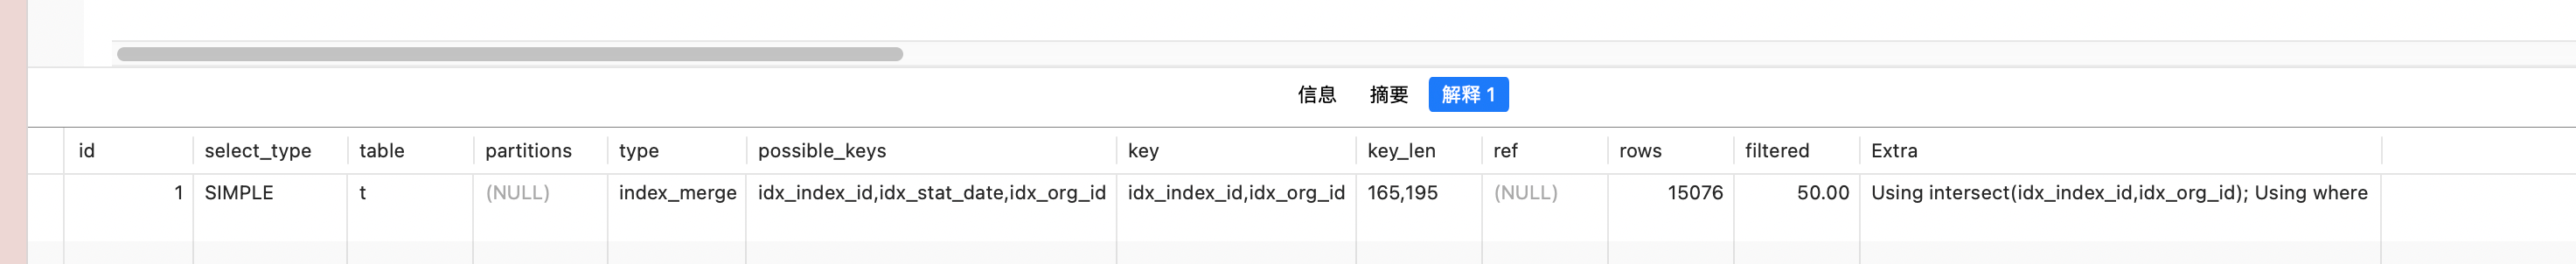 信息 摘要 解释 1
id select_type table partitions type possible_keys key key_len ref rows filtered Extra
1 SIMPLE t (NULL) index_merge idx_index_id,idx_stat_date,idx_org_id idx_index_id,idx_org_id 165,195 (NULL) 15076 50.00 Using intersect(idx_index_id,idx_org_id); Using where